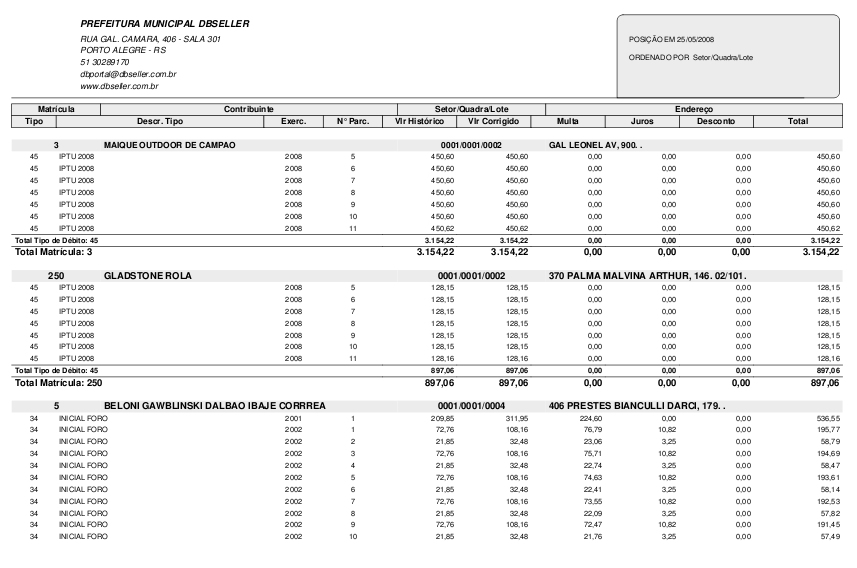 PREFEITURA MUNICIPAL DBSELLER
RUA GAL. CAMARA, 406 - SALA 301
PORTO ALEGRE - RS
51 30289170
dbportal@dbseller.com.br
www.dbseller.com.br
POSIÇÃO EM 25/05/2008
ORDENADO POR Setor/Quadra/Lote
Matrícula Contribuinte Setor/Quadra/Lote Endereço
Tipo Descr. Tipo Exerc. Nº Parc. Vlr Histórico Vlr Corrigido Multa Juros Desconto Total
3 MAIQUE OUTDOOR DE CAMPAO 0001/0001/0002 GAL LEONEL AV, 900. .
45 IPTU 2008 2008 5 450,60 450,60 0,00 0,00 0,00 450,60
45 IPTU 2008 2008 6 450,60 450,60 0,00 0,00 0,00 450,60
45 IPTU 2008 2008 7 450,60 450,60 0,00 0,00 0,00 450,60
45 IPTU 2008 2008 8 450,60 450,60 0,00 0,00 0,00 450,60
45 IPTU 2008 2008 9 450,60 450,60 0,00 0,00 0,00 450,60
45 IPTU 2008 2008 10 450,60 450,60 0,00 0,00 0,00 450,60
45 IPTU 2008 2008 11 450,62 450,62 0,00 0,00 0,00 450,62
Total Tipo de Débito: 45 3.154,22 3.154,22 0,00 0,00 0,00 3.154,22
Total Matrícula: 3 3.154,22 3.154,22 0,00 0,00 0,00 3.154,22
250 GLADSTONE ROLA 0001/0001/0002 370 PALMA MALVINA ARTHUR, 146. 02/101.
45 IPTU 2008 2008 5 128,15 128,15 0,00 0,00 0,00 128,15
45 IPTU 2008 2008 6 128,15 128,15 0,00 0,00 0,00 128,15
45 IPTU 2008 2008 7 128,15 128,15 0,00 0,00 0,00 128,15
45 IPTU 2008 2008 8 128,15 128,15 0,00 0,00 0,00 128,15
45 IPTU 2008 2008 9 128,15 128,15 0,00 0,00 0,00 128,15
45 IPTU 2008 2008 10 128,15 128,15 0,00 0,00 0,00 128,15
45 IPTU 2008 2008 11 128,16 128,16 0,00 0,00 0,00 128,16
Total Tipo de Débito: 45 897,06 897,06 0,00 0,00 0,00 897,06
Total Matrícula: 250 897,06 897,06 0,00 0,00 0,00 897,06
5 BELONI GAWBLINSKI DALBAO IBAJE CORRREA 0001/0001/0004 406 PRESTES BIANCULLI DARCI, 179. .
34 INICIAL FORO 2001 1 209,85 311,95 224,60 0,00 0,00 536,55
34 INICIAL FORO 2002 1 72,76 108,16 76,79 10,82 0,00 195,77
34 INICIAL FORO 2002 2 21,85 32,48 23,06 3,25 0,00 58,79
34 INICIAL FORO 2002 3 72,76 108,16 75,71 10,82 0,00 194,69
34 INICIAL FORO 2002 4 21,85 32,48 22,74 3,25 0,00 58,47
34 INICIAL FORO 2002 5 72,76 108,16 74,63 10,82 0,00 193,61
34 INICIAL FORO 2002 6 21,85 32,48 22,41 3,25 0,00 58,14
34 INICIAL FORO 2002 7 72,76 108,16 73,55 10,82 0,00 192,53
34 INICIAL FORO 2002 8 21,85 32,48 22,09 3,25 0,00 57,82
34 INICIAL FORO 2002 9 72,76 108,16 72,47 10,82 0,00 191,45
34 INICIAL FORO 2002 10 21,85 32,48 21,76 3,25 0,00 57,49